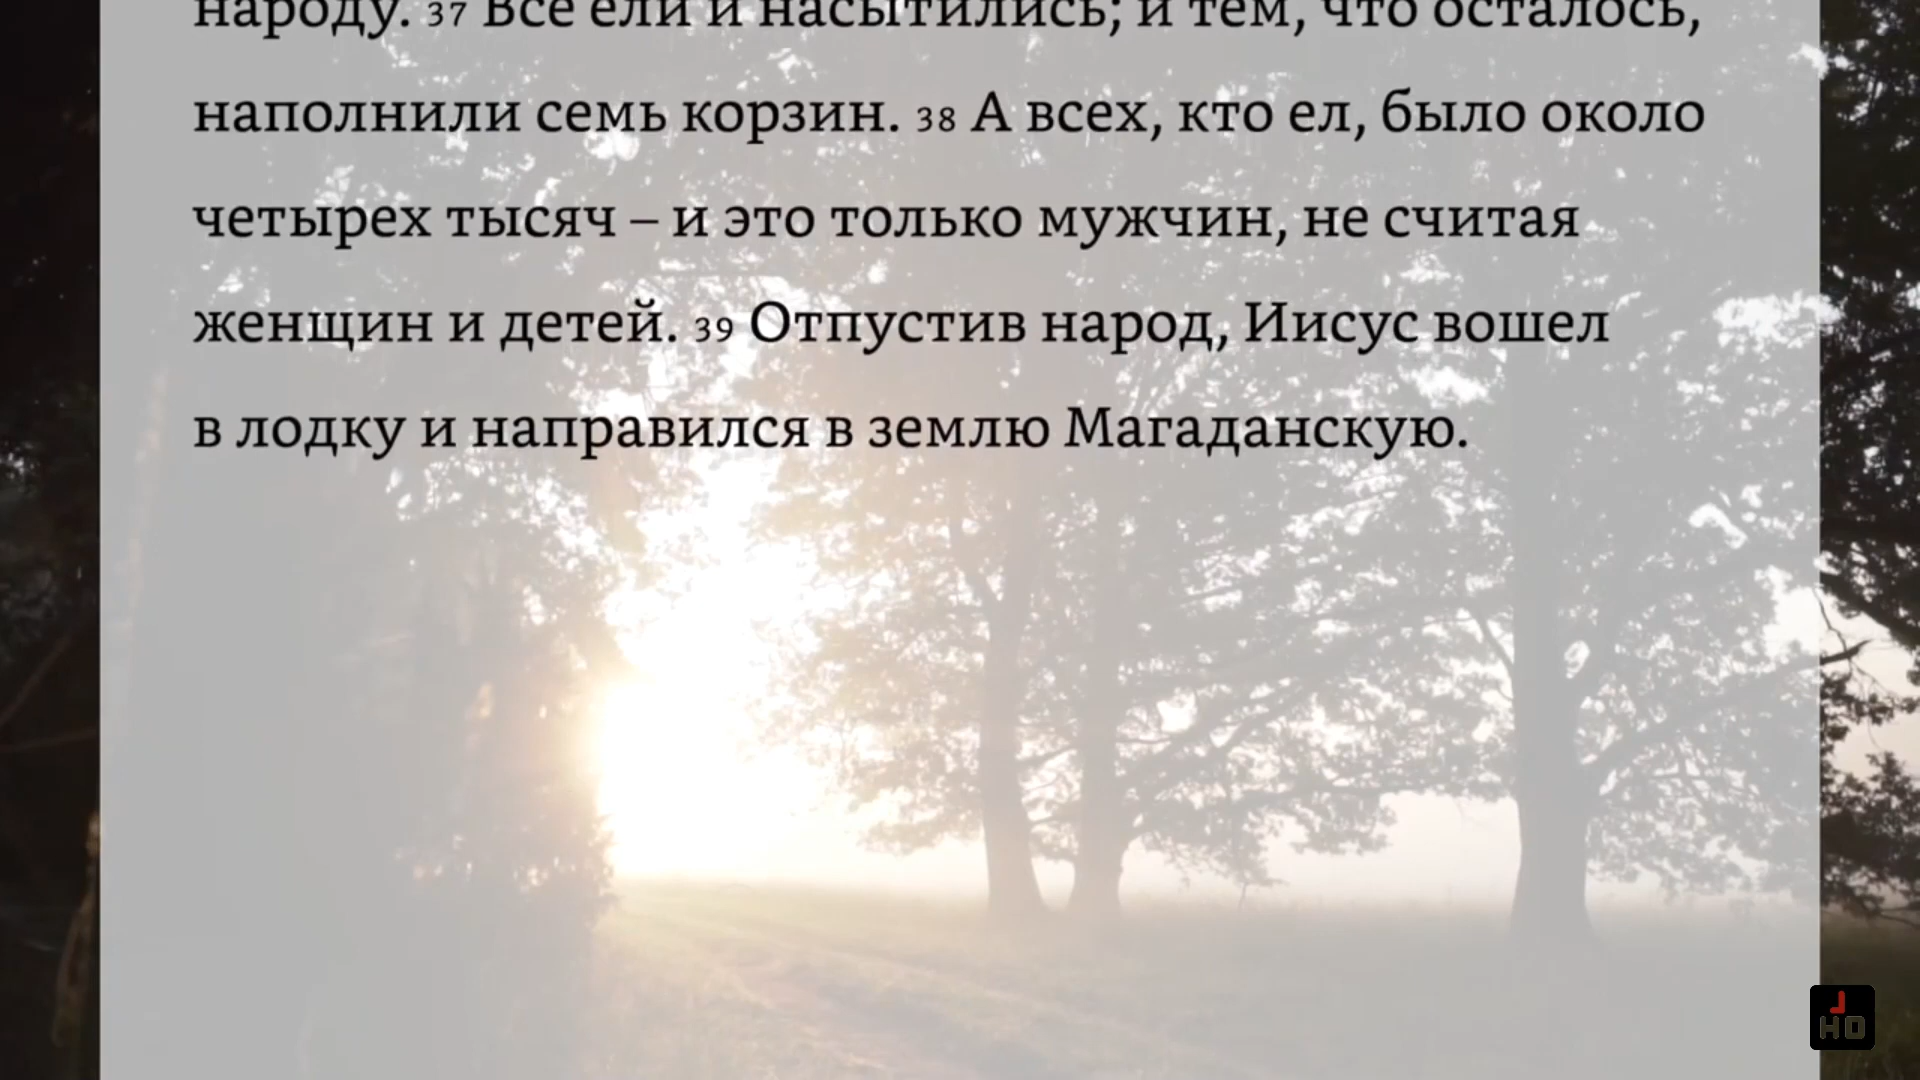 народу. 37 Все ели и насытились; и тем, что осталось,
наполнили семь корзин. 38 А всех, кто ел, было около
четырех тысяч – и это только мужчин, не считая
женщин и детей. 39 Отпустив народ, Иисус вошел
в лодку и направился в землю Магаданскую.
J
HO